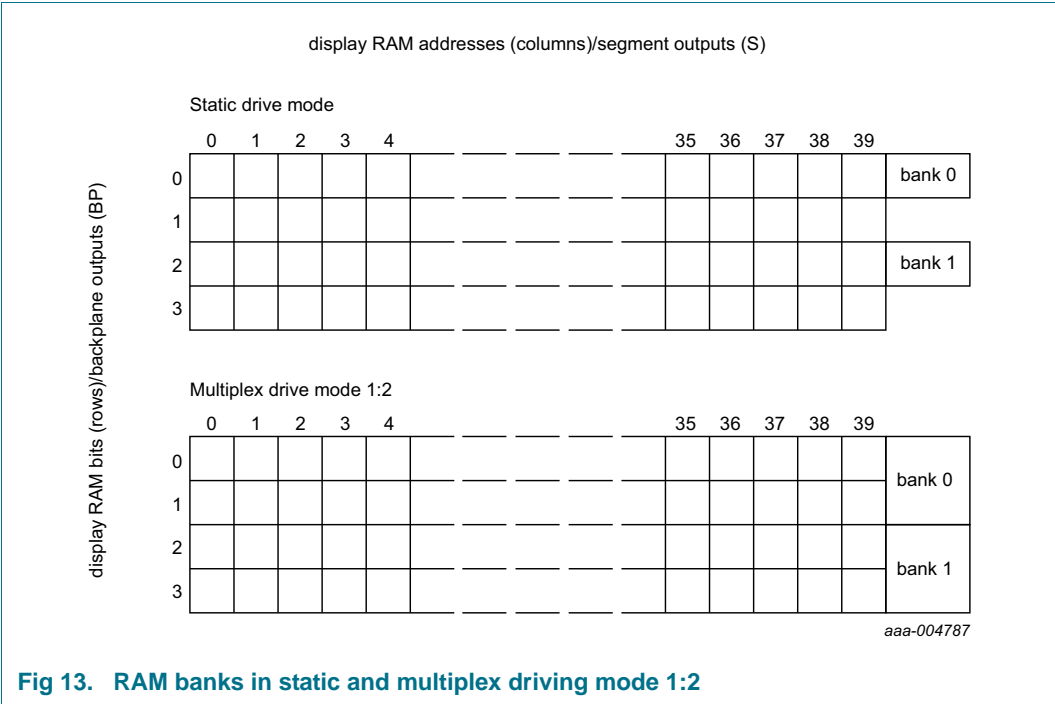 display RAM addresses (columns)/segment outputs (S)
display RAM bits (rows)/backplane outputs (BP)
Static drive mode
0 1 2 3 4 35 36 37 38 39
0
bank 0
1
2
bank 1
3
Multiplex drive mode 1:2
0 1 2 3 4 35 36 37 38 39
0
bank 0
1
2
bank 1
3
aaa-004787
Fig 13. RAM banks in static and multiplex driving mode 1:2